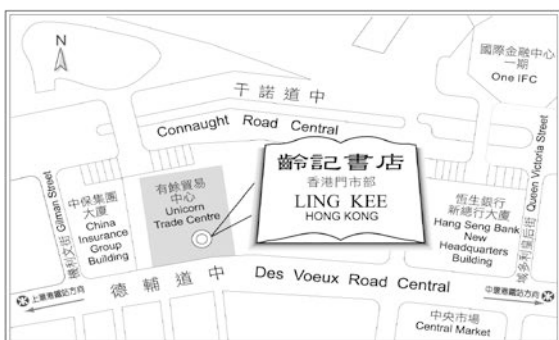 N
國際金融中心
一期
One IFC
干諾道中
Connaught Road Central
Queen Victoria Street
域多利皇后街
Gilman Street
機利文街
中保集團
大廈
China
Insurance
Group
Building
有餘貿易
中心
Unicorn
Trade Centre
齡記書店
香港門市部
LING KEE
HONG KONG
恆生銀行
新總行大廈
Hang Seng Bank
New
Headquarters
Building
上環港鐵站方向
德輔道中
Des Voeux Road Central
中環港鐵站方向
中央市場
Central Market